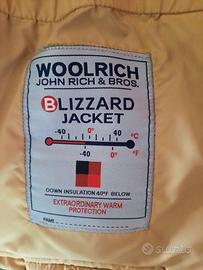 WOOLRICH
JOHN RICH & BROS.
BLIZZARD
JACKET
-40 0° 40 °C
-40 0° °F
DOWN INSULATION 40°F BELOW
EXTRAORDINARY WARM
PROTECTION
NAME
Subito